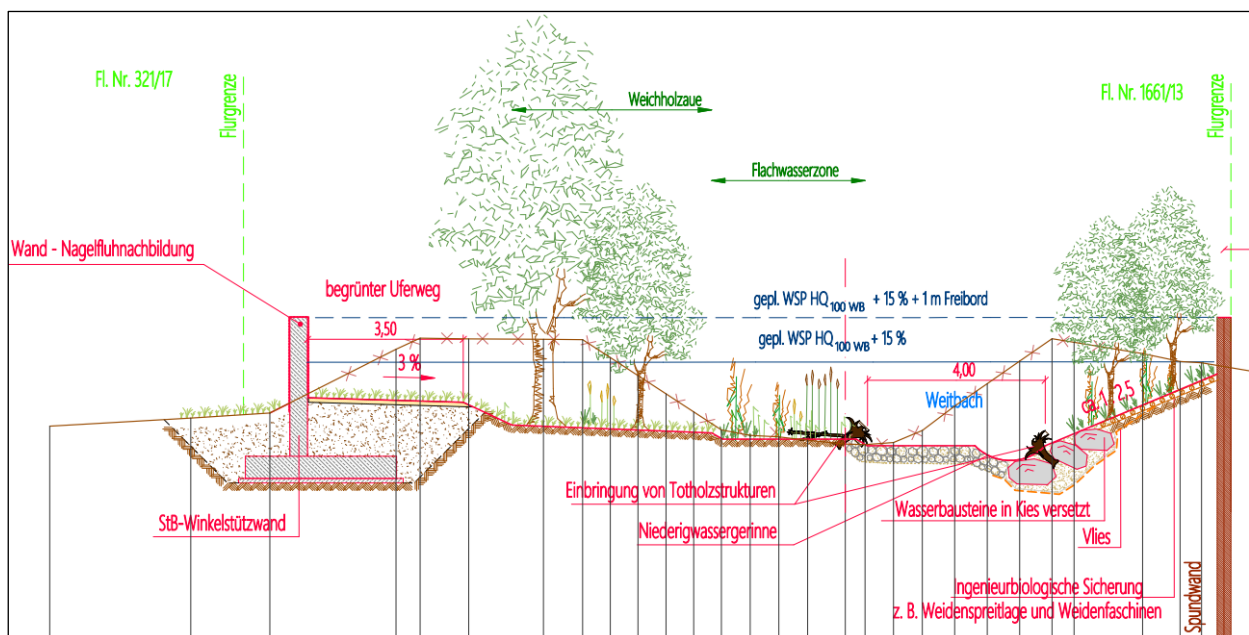 Fl. Nr. 321/17
Flurgrenze
Weichholzaue
Fl. Nr. 1661/13
Flurgrenze
Flachwasserzone
Wand - Nagelfluhnachbildung
begrünter Uferweg
gepl. WSP HQ100 WB + 15 % + 1 m Freibord
3,50
gepl. WSP HQ100 WB + 15 %
3 %
4,00
Weitbach
ca. 1 : 2,5
Einbringung von Totholzstrukturen
Wasserbausteine in Kies versetzt
StB-Winkelstützwand
Niederigwassergerinne
Vlies
Ingenieurbiologische Sicherung
z. B. Weidenspreitlage und Weidenfaschinen
Spundwand